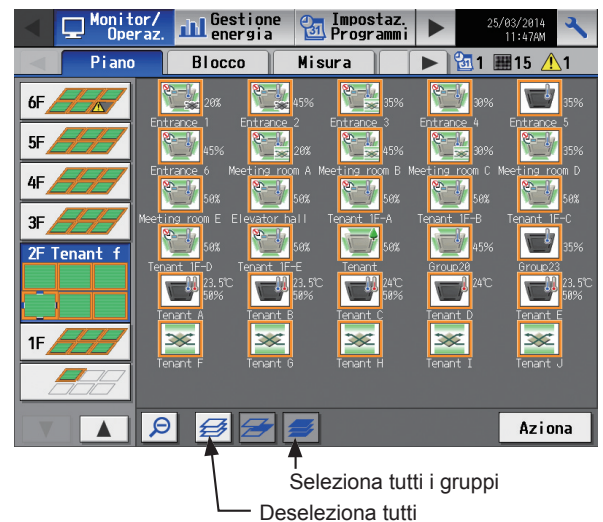 Monitor/
Operaz.
Gestione
energia
Impostaz.
Programmi
25/03/2014
11:47AM
Piano
Blocco
Misura
1
15
1
6F
20%
45%
35%
30%
35%
Entrance 1
Entrance 2
Entrance 3
Entrance 4
Entrance 5
5F
45%
20%
45%
30%
35%
Entrance 6
Meeting room A
Meeting room B
Meeting room C
Meeting room D
4F
50%
50%
50%
50%
50%
Meeting room E
Elevator hall
Tenant 1F-A
Tenant 1F-B
Tenant 1F-C
3F
50%
50%
50%
45%
35%
Tenant 1F-D
Tenant 1F-E
Tenant
Group20
Group23
2F Tenant f
23.5℃
50%
23.5℃
50%
24℃
50%
24℃
23.5℃
50%
Tenant A
Tenant B
Tenant C
Tenant D
Tenant E
1F
Tenant F
Tenant G
Tenant H
Tenant I
Tenant J
Aziona
Seleziona tutti i gruppi
Deseleziona tutti